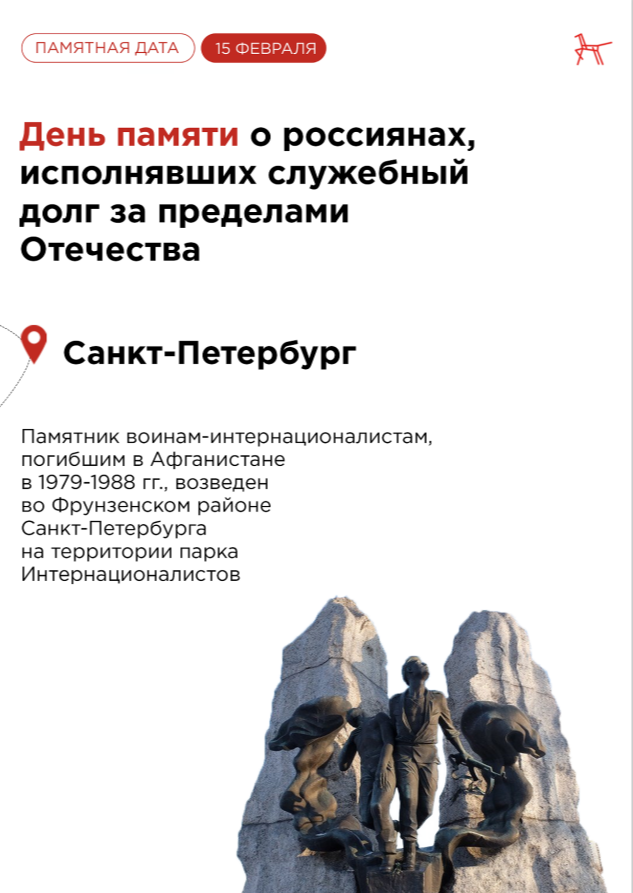 ПАМЯТНАЯ ДАТА 15 ФЕВРАЛЯ
День памяти о россиянах,
исполнявших служебный
долг за пределами
Отечества
Санкт-Петербург
Памятник воинам-интернационалистам,
погибшим в Афганистане
в 1979-1988 гг., возведен
во Фрунзенском районе
Санкт-Петербурга
на территории парка
Интернационалистов